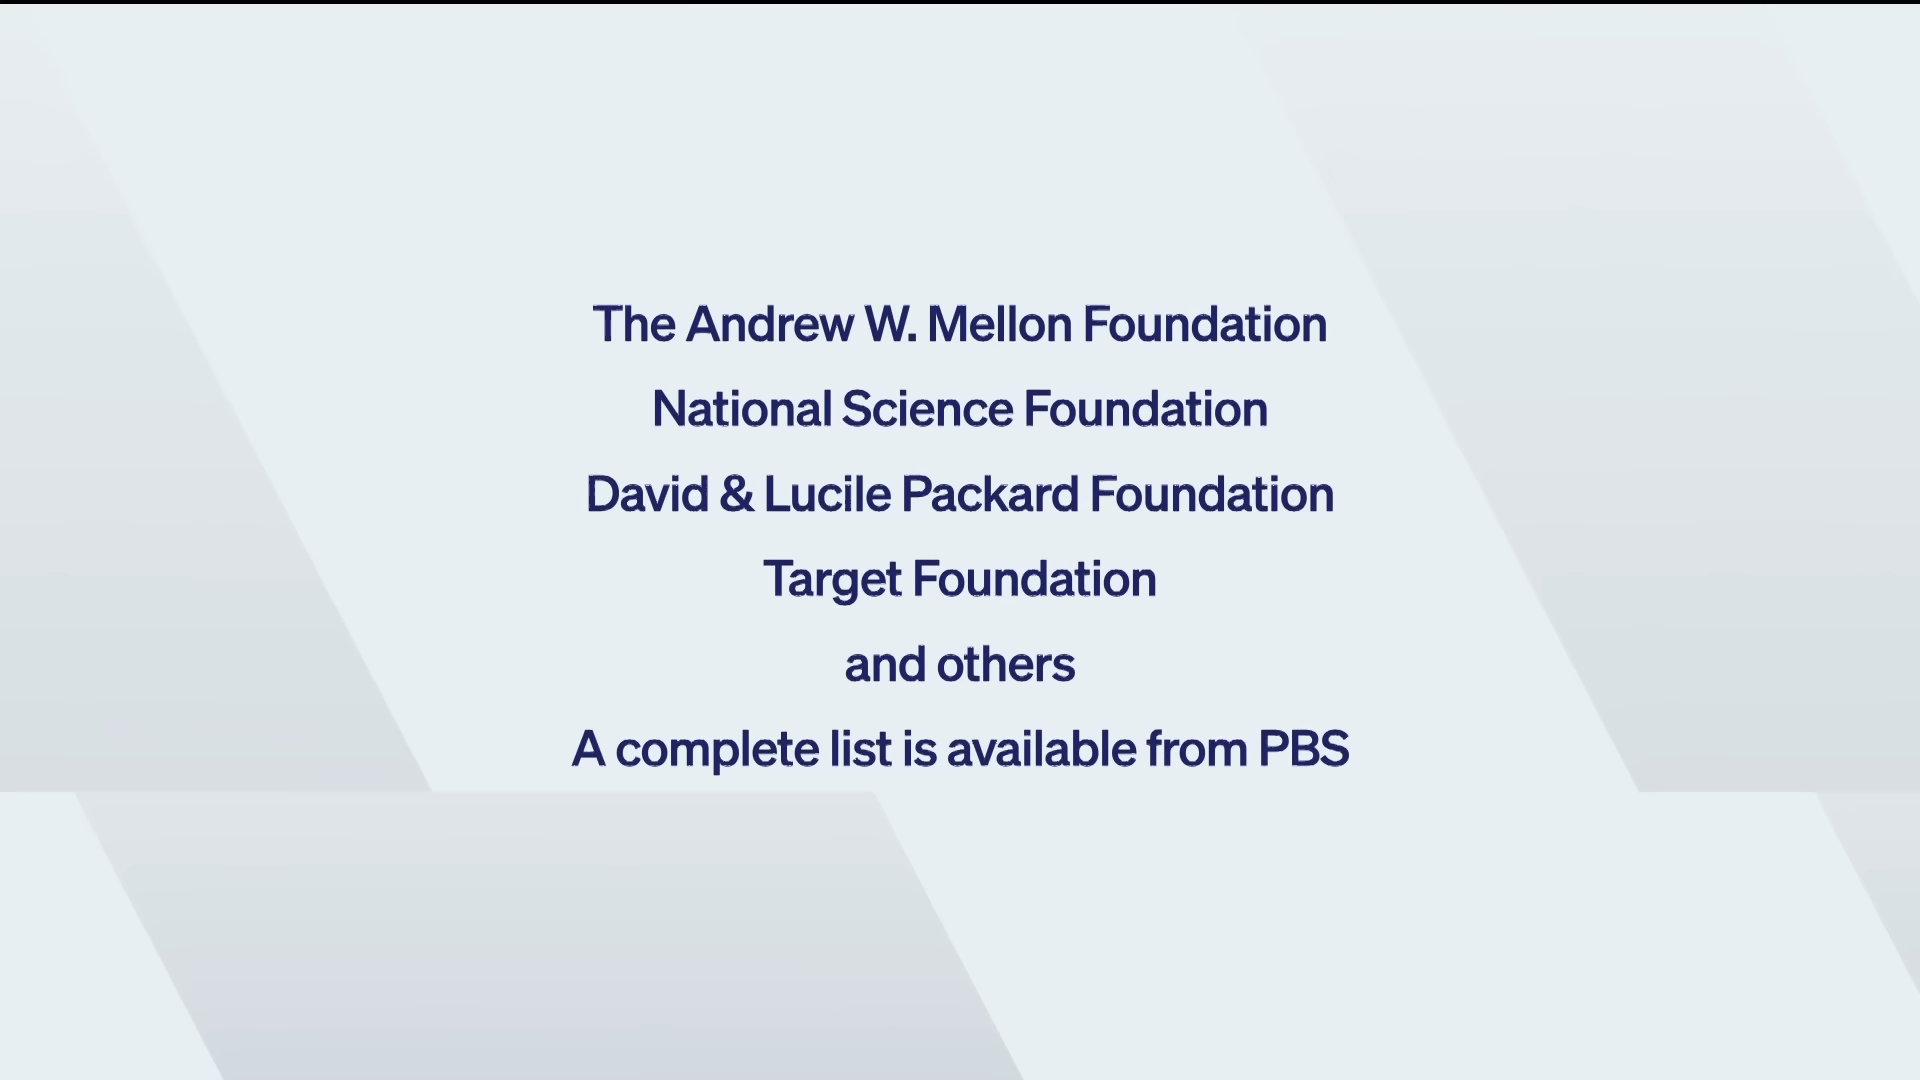 The Andrew W. Mellon Foundation
National Science Foundation
David & Lucile Packard Foundation
Target Foundation
and others
A complete list is available from PBS